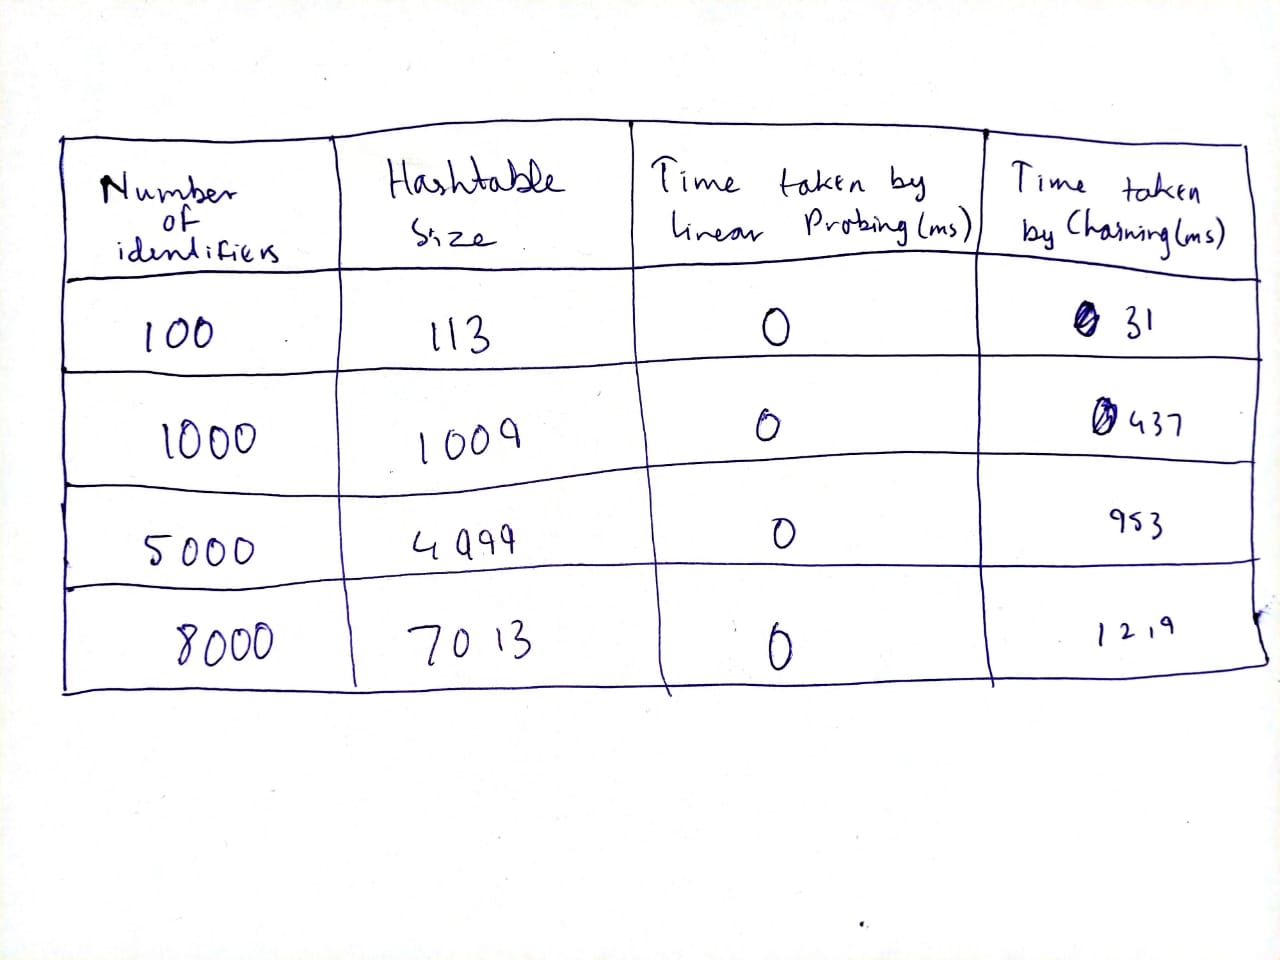 Number
of
identifiers
Hashtable
Size
Time taken by
linear Probing (ms)
Time taken
by Chaining (ms)
100 113 0 31
1000 1009 0 437
5000 4999 0 953
8000 7013 0 1219